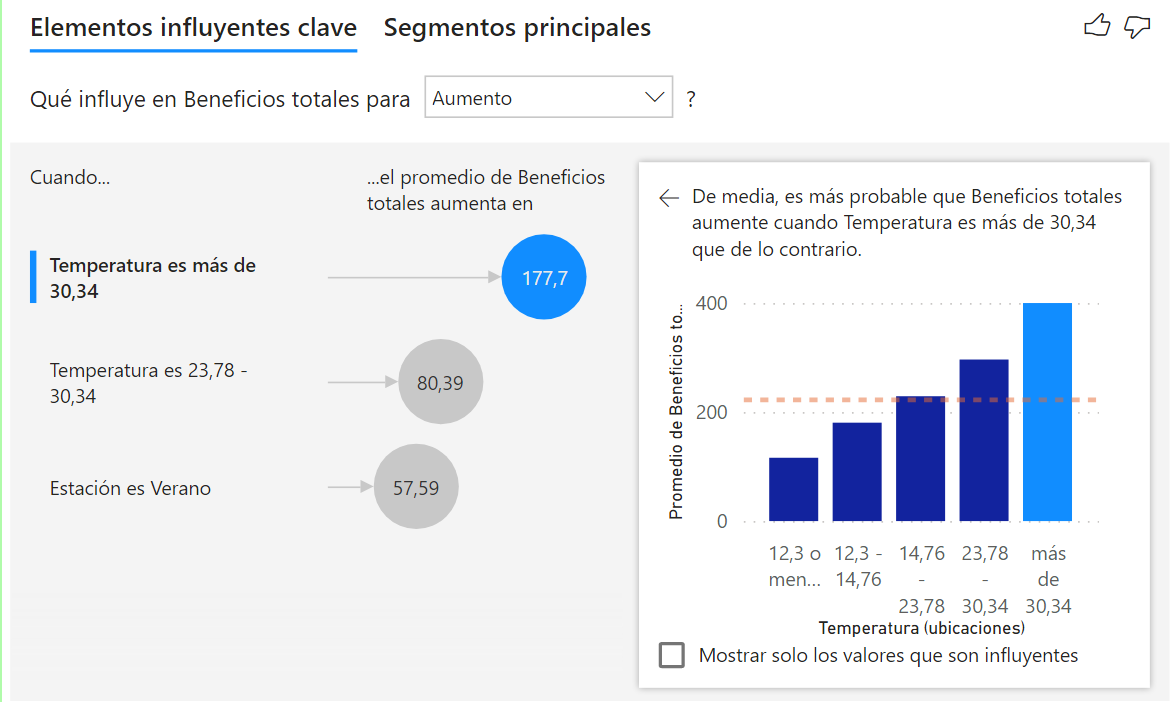 Elementos influyentes clave
Segmentos principales
Qué influye en Beneficios totales para
Aumento
?
Cuando...
...el promedio de Beneficios
totales aumenta en
Temperatura es más de
30,34
177,7
Temperatura es 23,78 -
30,34
80,39
Estación es Verano
57,59
De media, es más probable que Beneficios totales
aumente cuando Temperatura es más de 30,34
que de lo contrario.
Promedio de Beneficios to...
400
200
0
12,3 o
men...
12,3 -
14,76
14,76
-
23,78
23,78
-
30,34
más
de
30,34
Temperatura (ubicaciones)
Mostrar solo los valores que son influyentes